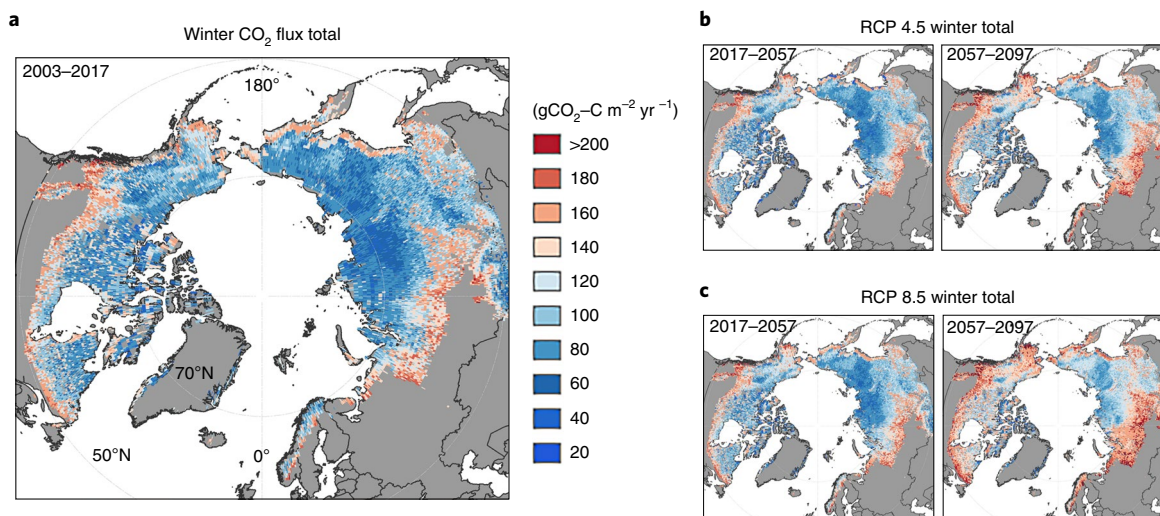 a
Winter CO₂ flux total
2003–2017
180°
70°N
50°N
0°
(gCO₂–C m⁻² yr⁻¹)
>200
180
160
140
120
100
80
60
40
20
b
RCP 4.5 winter total
2017–2057
2057–2097
c
RCP 8.5 winter total
2017–2057
2057–2097